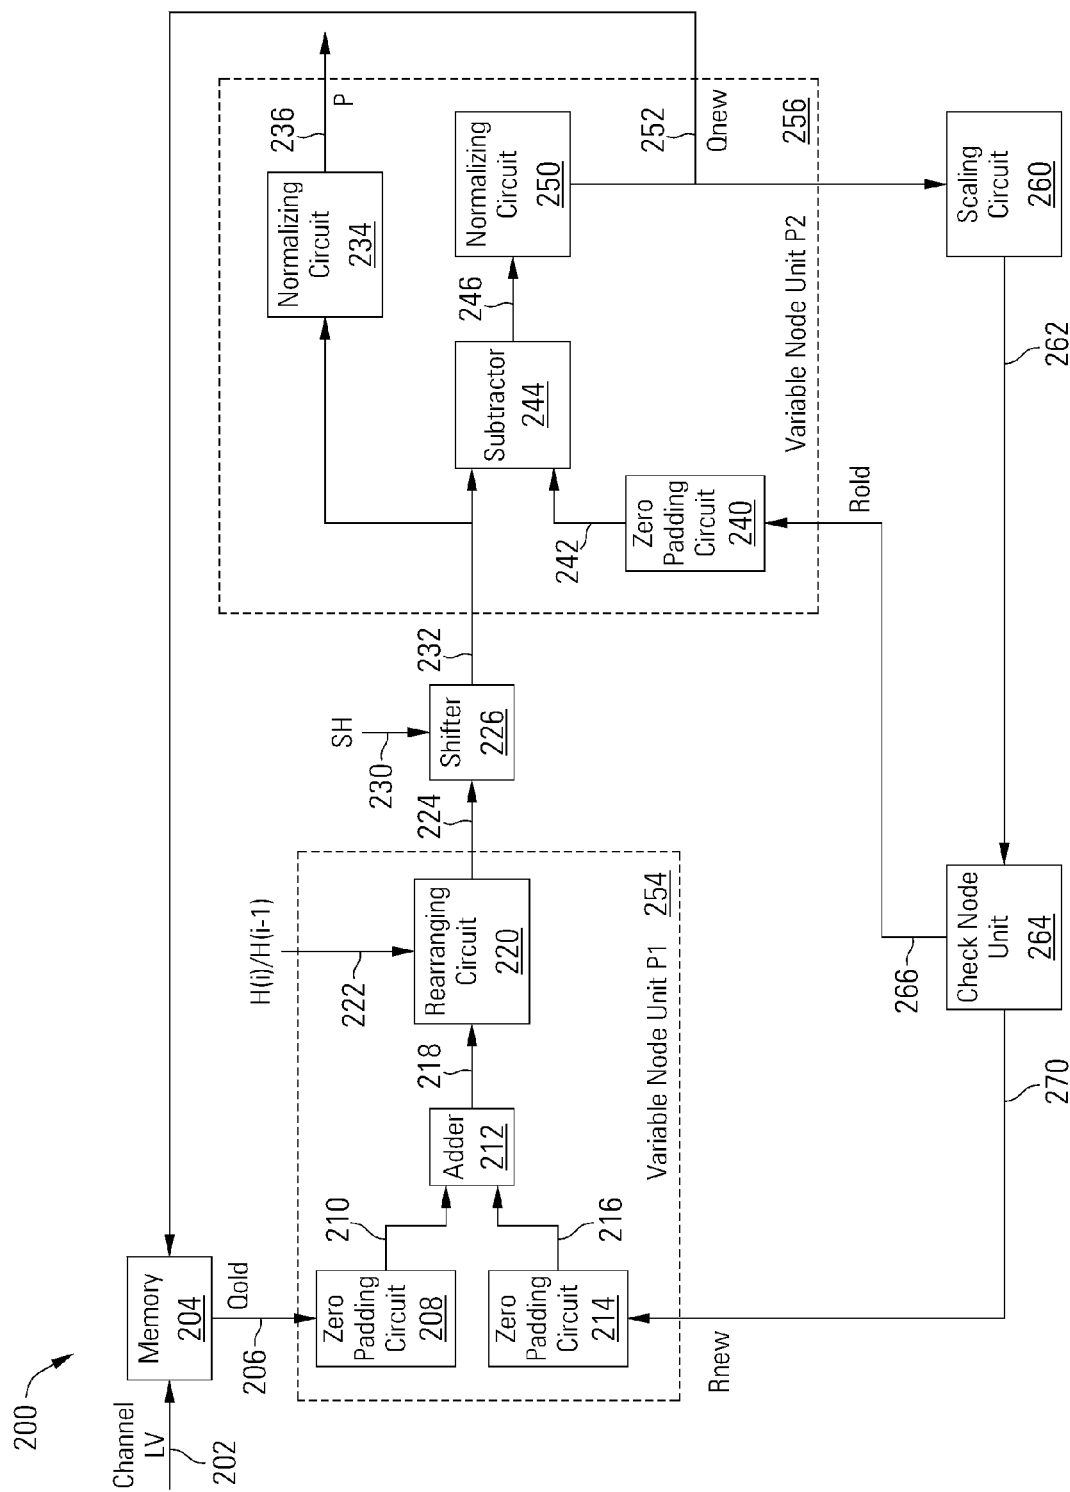 200
Channel
LV
202
Memory
204
Qold
206
Zero
Padding
Circuit
208
210
Zero
Padding
Circuit
214
216
Adder
212
218
Rearranging
Circuit
220
H(i)/H(i-1)
222
Variable Node Unit P1
254
224
Shifter
226
SH
230
232
Normalizing
Circuit
234
236
P
Subtractor
244
246
Normalizing
Circuit
250
252
Qnew
Zero
Padding
Circuit
240
242
Variable Node Unit P2
256
Rold
Scaling
Circuit
260
262
Check Node
Unit
264
266
270
Rnew